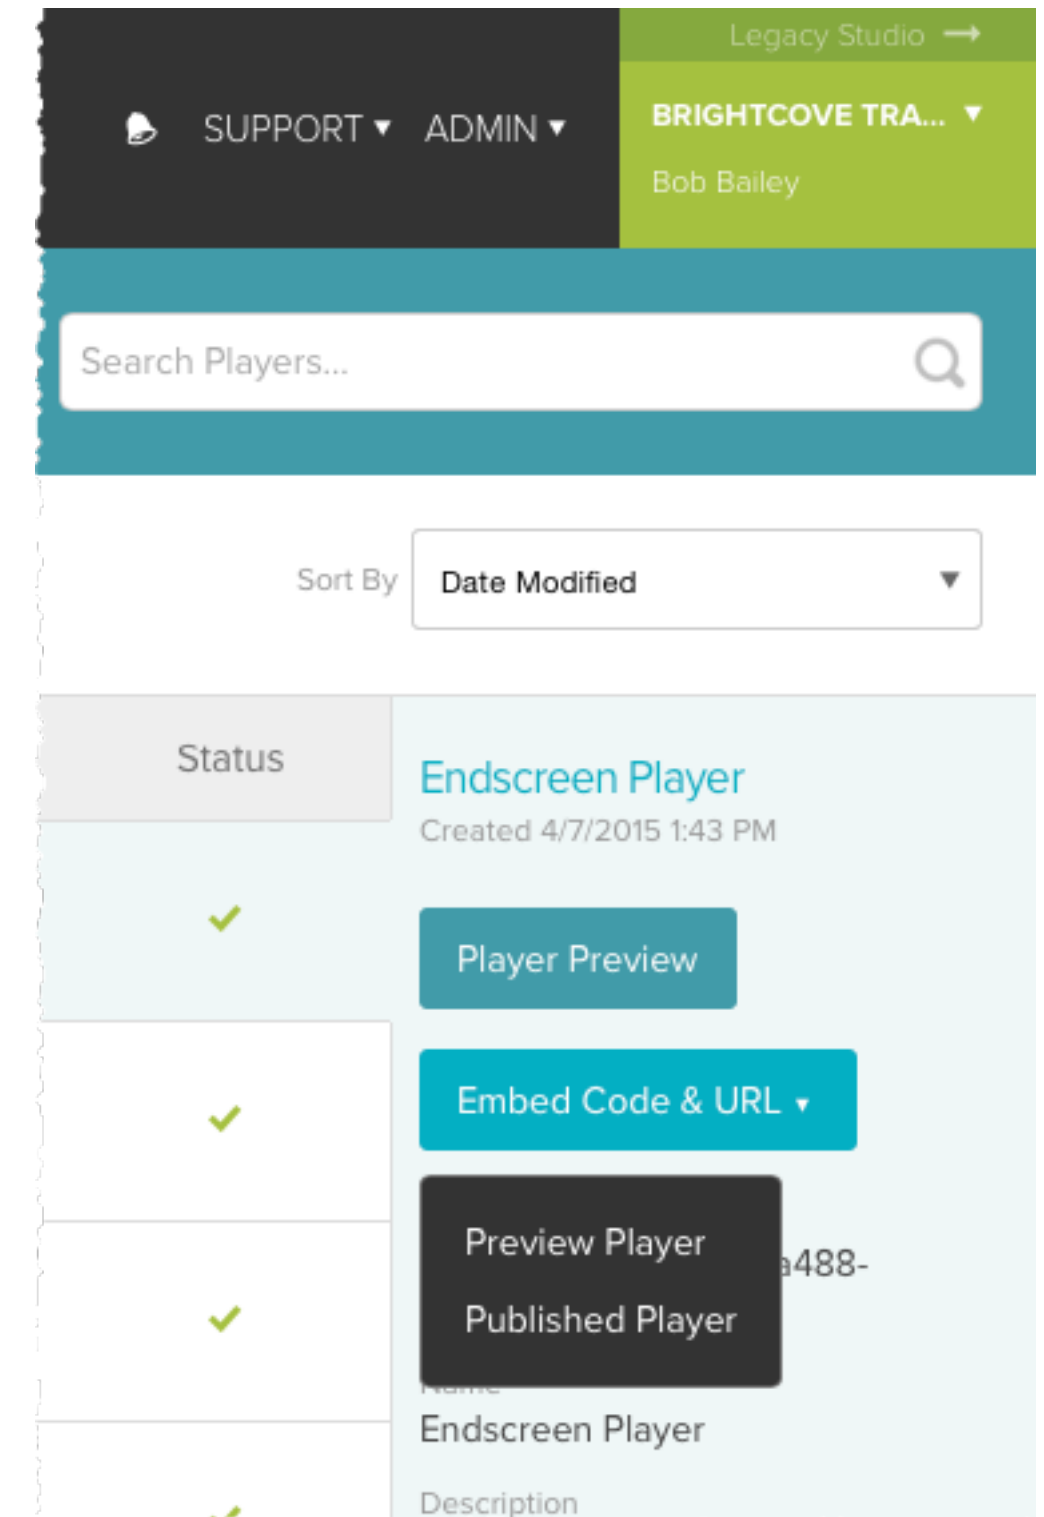 Legacy Studio
SUPPORT ADMIN
BRIGHTCOVE TRA...
Bob Bailey
Search Players...
Sort By Date Modified
Status
Endscreen Player
Created 4/7/2015 1:43 PM
Player Preview
Embed Code & URL
Preview Player
a488-
Published Player
Name
Endscreen Player
Description